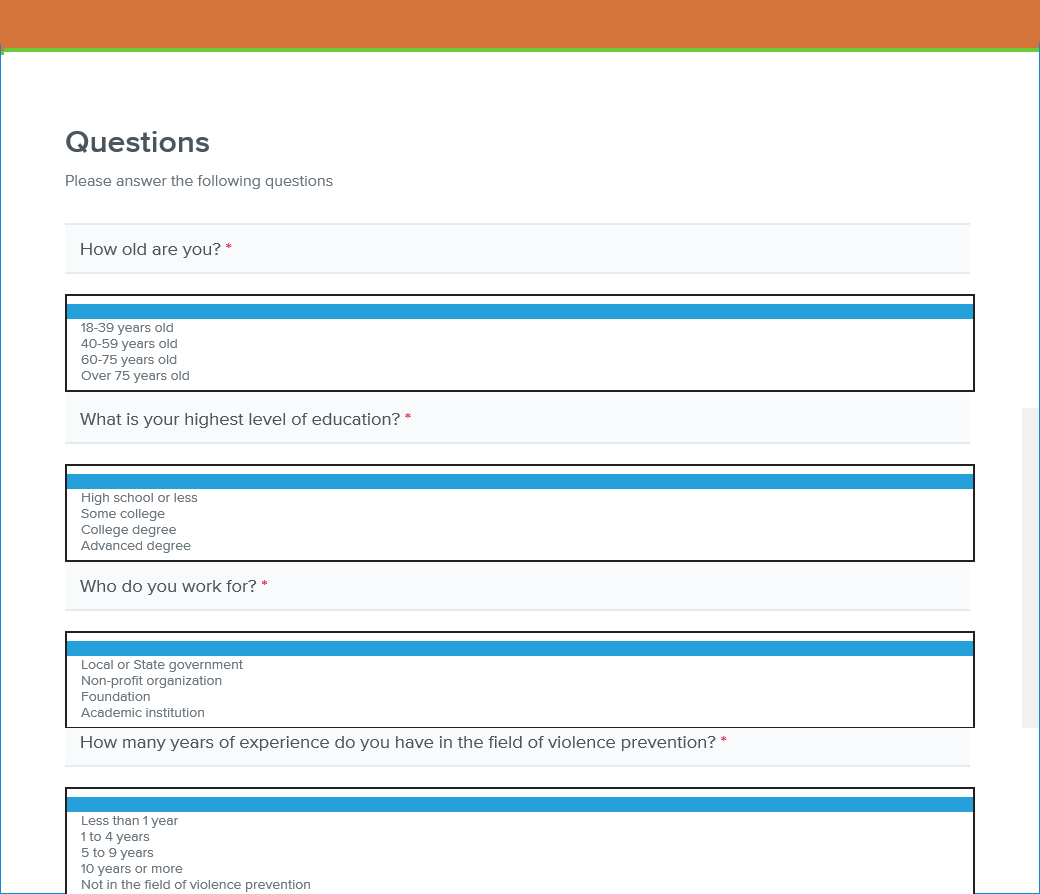 Questions
Please answer the following questions
How old are you? *
18-39 years old
40-59 years old
60-75 years old
Over 75 years old
What is your highest level of education? *
High school or less
Some college
College degree
Advanced degree
Who do you work for? *
Local or State government
Non-profit organization
Foundation
Academic institution
How many years of experience do you have in the field of violence prevention? *
Less than 1 year
1 to 4 years
5 to 9 years
10 years or more
Not in the field of violence prevention